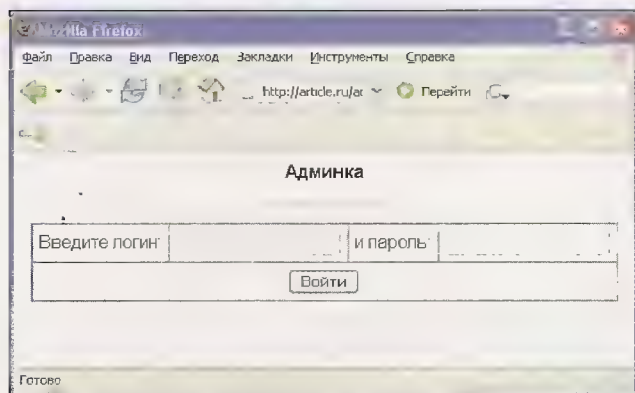 Mozilla Firefox
Файл Правка Вид Переход Закладки Инструменты Справка
http://article.ru/ad Перейти
Админка
Введите логин: и пароль:
Войти
Готово